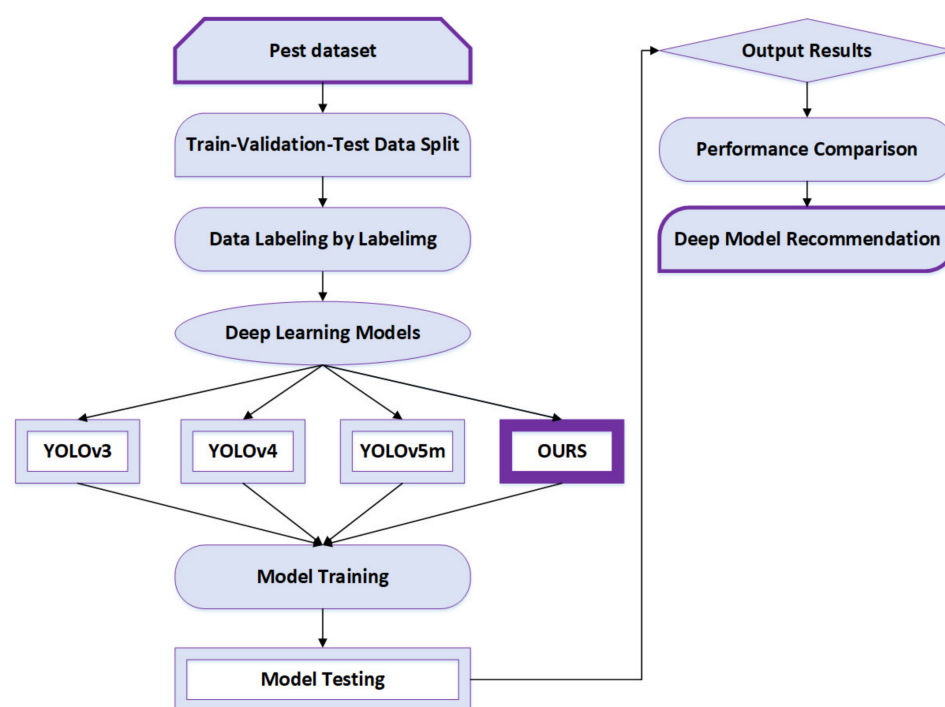 Pest dataset
Train-Validation-Test Data Split
Data Labeling by Labelimg
Deep Learning Models
YOLOv3
YOLOv4
YOLOv5m
OURS
Model Training
Model Testing
Output Results
Performance Comparison
Deep Model Recommendation